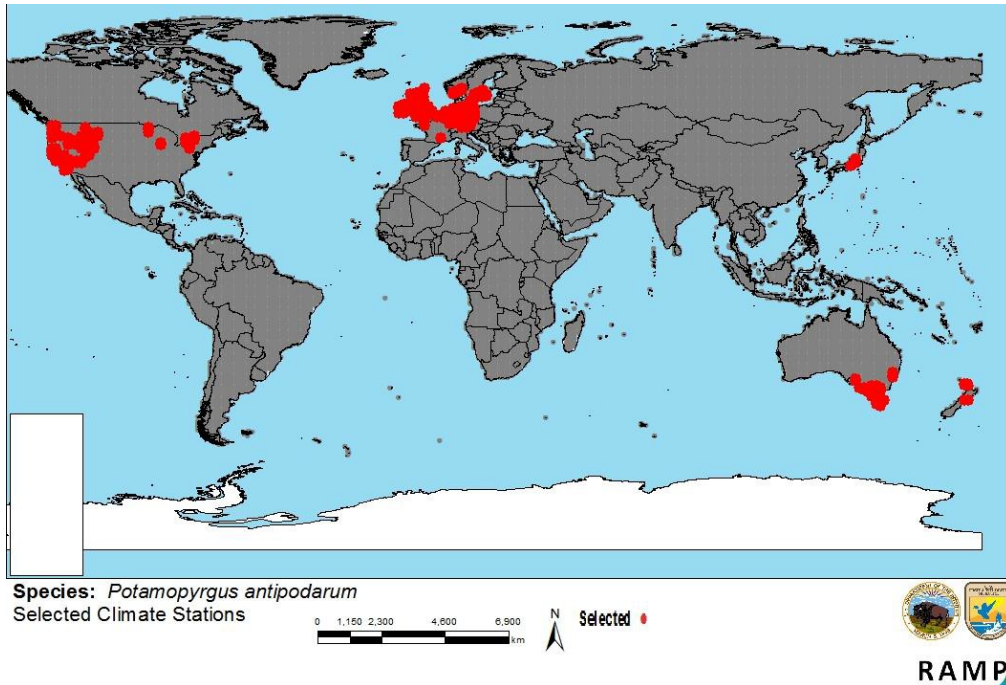 Species: Potamopyrgus antipodarum
Selected Climate Stations
0 1,150 2,300 4,600 6,900
km
N
Selected
RAMP